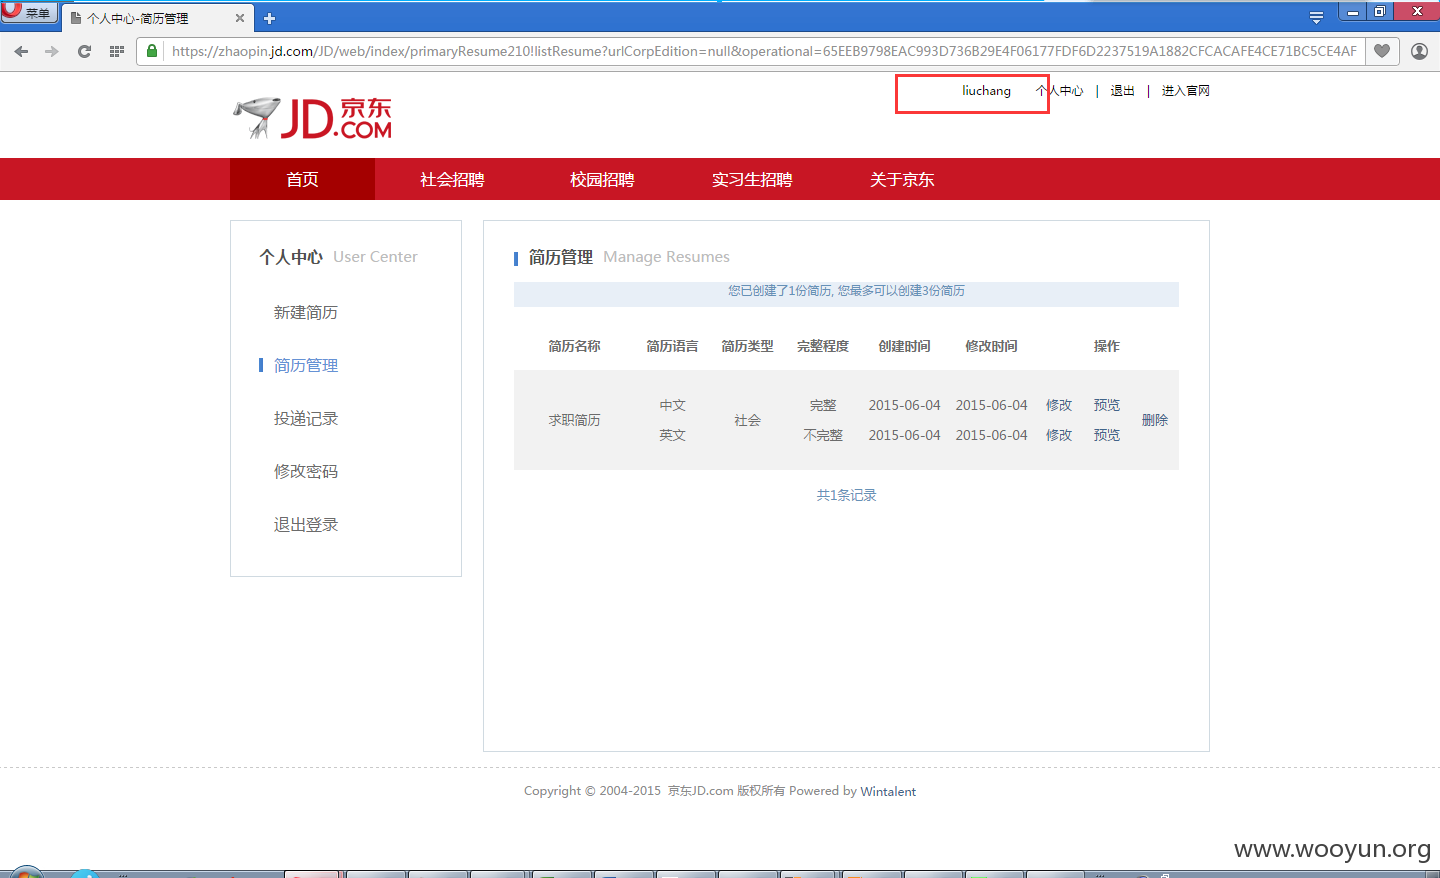 菜单
个人中心-简历管理
https://zhaopin.jd.com/JD/web/index/primaryResume210!listResume?urlCorpEdition=null&operational=65EEB9798EAC993D736B29E4F06177FDF6D2237519A1882CFCACAFE4CE71BC5CE4AF
liuchang 个人中心 | 退出 | 进入官网
JD.COM 京东
首页 社会招聘 校园招聘 实习生招聘 关于京东
个人中心 User Center
新建简历
简历管理
投递记录
修改密码
退出登录
简历管理 Manage Resumes
您已创建了1份简历, 您最多可以创建3份简历
简历名称 简历语言 简历类型 完整程度 创建时间 修改时间 操作
求职简历 社会 删除
中文 完整 2015-06-04 2015-06-04 修改 预览
英文 不完整 2015-06-04 2015-06-04 修改 预览
共1条记录
Copyright © 2004-2015 京东JD.com 版权所有 Powered by Wintalent
www.wooyun.org